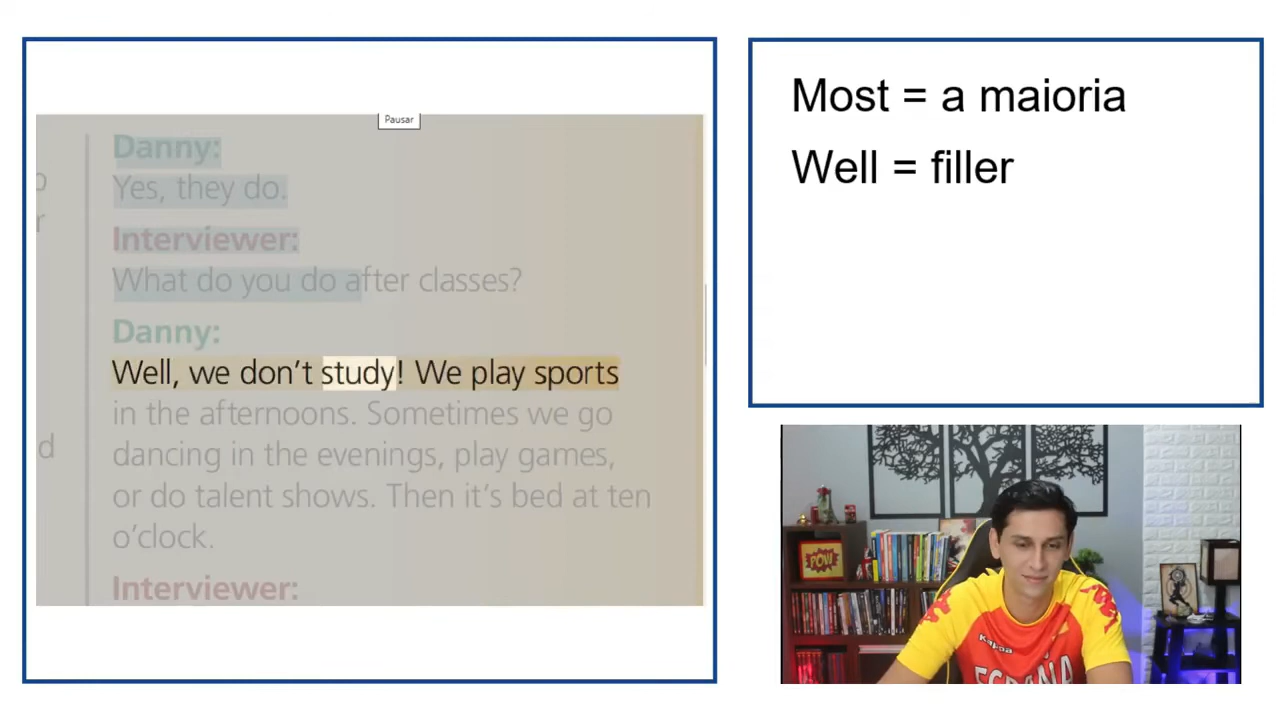 Pausar
Danny:
Yes, they do.
Interviewer:
What do you do after classes?
Danny:
Well, we don't study! We play sports
in the afternoons. Sometimes we go
dancing in the evenings, play games,
or do talent shows. Then it's bed at ten
o'clock.
Interviewer:
Most = a maioria
Well = filler
POW
Kappa
ESPAÑA